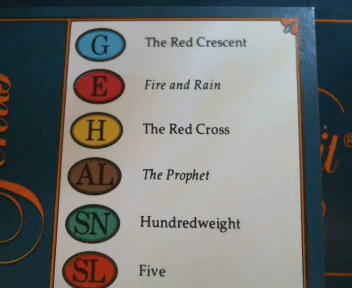 G The Red Crescent
E Fire and Rain
H The Red Cross
AL The Prophet
SN Hundredweight
SL Five